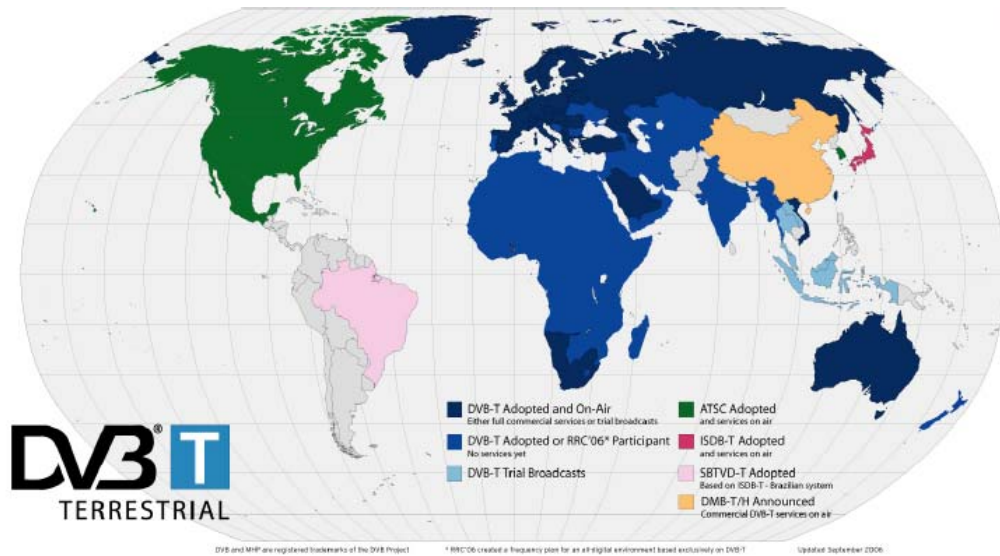 DVB-T Adopted and On-Air
Either full commercial services or trial broadcasts
DVB-T Adopted or RRC'06* Participant
No services yet
DVB-T Trial Broadcasts
ATSC Adopted
and services on air
ISDB-T Adopted
and services on air
SBTVD-T Adopted
Based on ISDB-T - Brazilian system
DMB-T/H Announced
Commercial DVB-T services on air
DVB® T
TERRESTRIAL
DVB and MHP are registered trademarks of the DVB Project
* RRC'06 created a frequency plan for an all-digital environment based exclusively on DVB-T
Updated September 2006